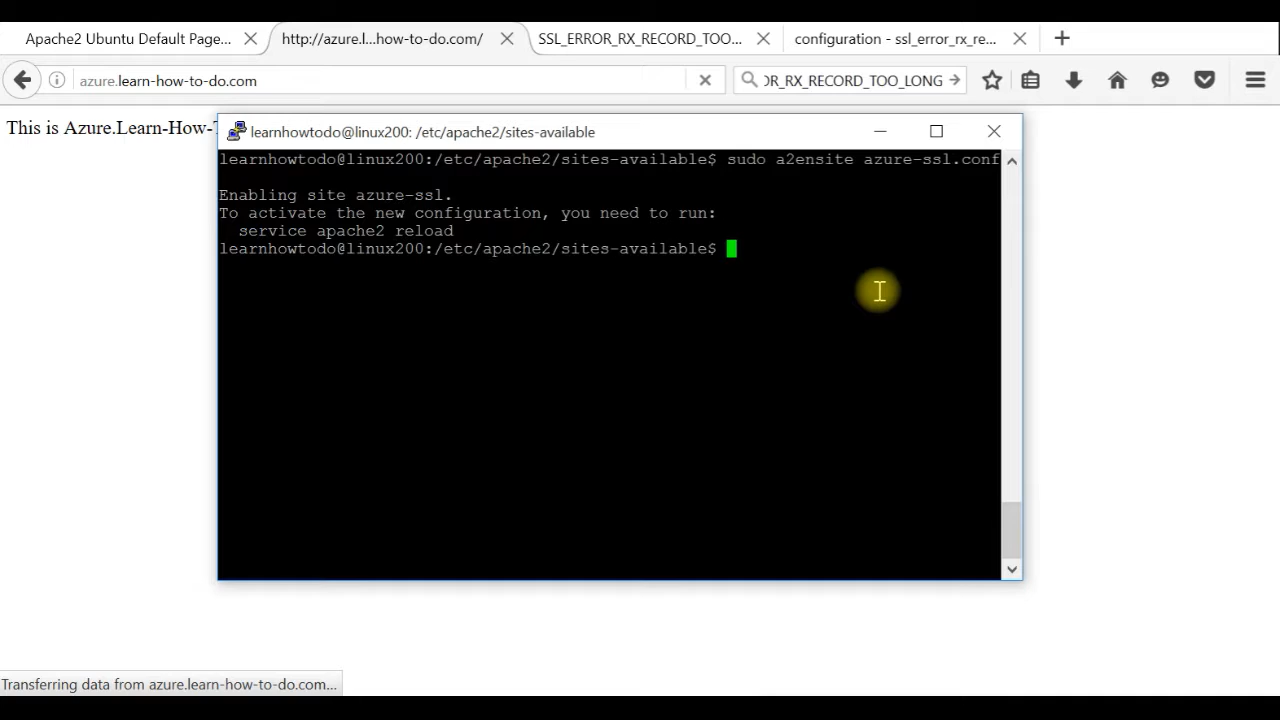 Apache2 Ubuntu Default Page...
http://azure.l...how-to-do.com/
SSL_ERROR_RX_RECORD_TOO...
configuration - ssl_error_rx_re...
azure.learn-how-to-do.com
OR_RX_RECORD_TOO_LONG
This is Azure.Learn-How-T
learnhowtodo@linux200: /etc/apache2/sites-available
learnhowtodo@linux200:/etc/apache2/sites-available$ sudo a2ensite azure-ssl.conf
Enabling site azure-ssl.
To activate the new configuration, you need to run:
service apache2 reload
learnhowtodo@linux200:/etc/apache2/sites-available$
Transferring data from azure.learn-how-to-do.com...